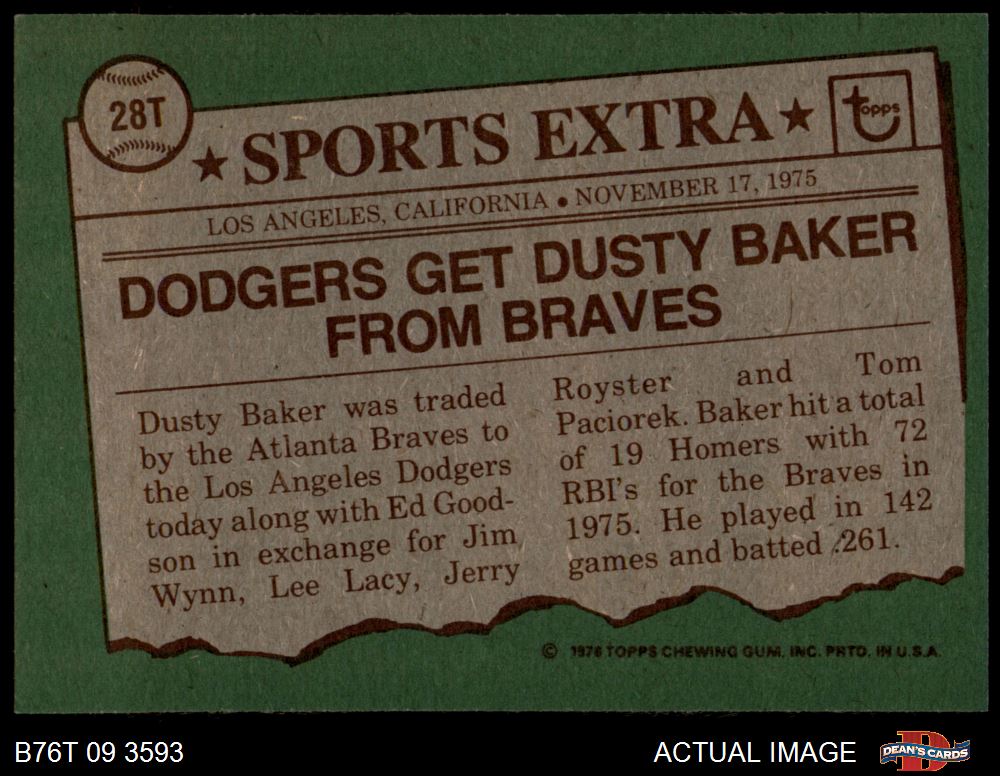 28T
★ SPORTS EXTRA ★
topps
LOS ANGELES, CALIFORNIA • NOVEMBER 17, 1975
DODGERS GET DUSTY BAKER
FROM BRAVES
Dusty Baker was traded
by the Atlanta Braves to
the Los Angeles Dodgers
today along with Ed Good-
son in exchange for Jim
Wynn, Lee Lacy, Jerry
Royster and Tom
Paciorek. Baker hit a total
of 19 Homers with 72
RBI's for the Braves in
1975. He played in 142
games and batted .261.
© 1976 TOPPS CHEWING GUM, INC. PRTD. IN U.S.A.
B76T 09 3593
ACTUAL IMAGE
D
DEAN'S CARDS